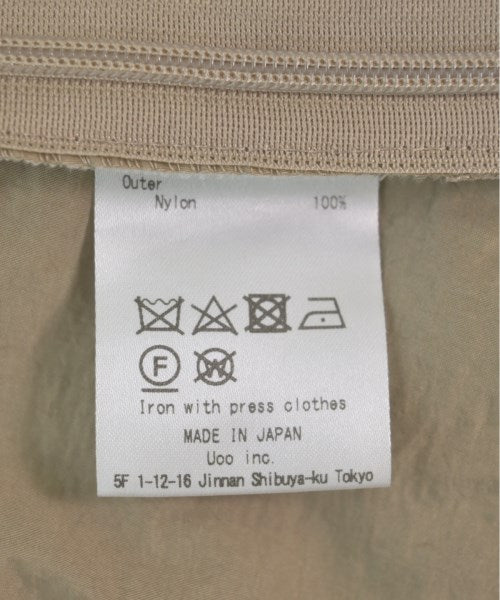 Outer
Nylon 100%
F W
Iron with press clothes
MADE IN JAPAN
Uoo inc.
5F 1-12-16 Jinnan Shibuya-ku Tokyo